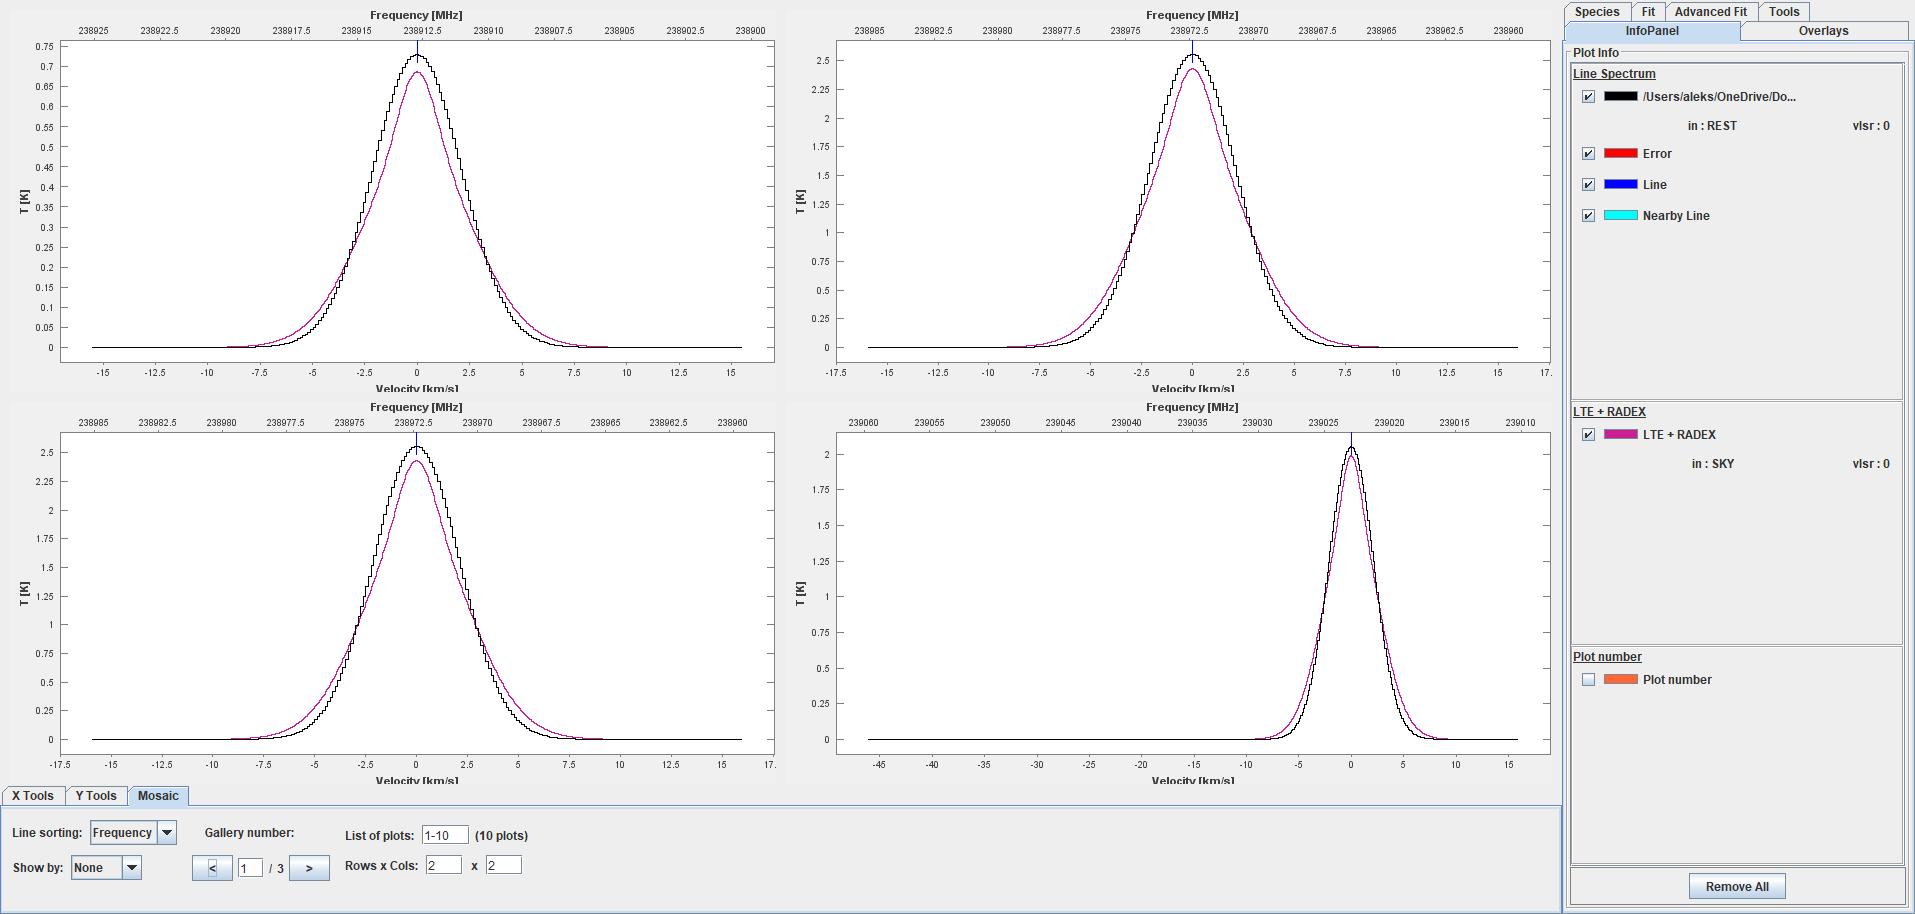 Frequency [MHz]
238925 238922.5 238920 238917.5 238915 238912.5 238910 238907.5 238905 238902.5 238900
0.75
0.7
0.65
0.6
0.55
0.5
0.45
0.4
0.35
0.3
0.25
0.2
0.15
0.1
0.05
0
T [K]
-15 -12.5 -10 -7.5 -5 -2.5 0 2.5 5 7.5 10 12.5 15
Velocity [km/s]
Frequency [MHz]
238985 238982.5 238980 238977.5 238975 238972.5 238970 238967.5 238965 238962.5 238960
2.5
2.25
2
1.75
1.5
1.25
1
0.75
0.5
0.25
0
T [K]
-17.5 -15 -12.5 -10 -7.5 -5 -2.5 0 2.5 5 7.5 10 12.5 15 17.
Velocity [km/s]
Frequency [MHz]
238985 238982.5 238980 238977.5 238975 238972.5 238970 238967.5 238965 238962.5 238960
2.5
2.25
2
1.75
1.5
1.25
1
0.75
0.5
0.25
0
T [K]
-17.5 -15 -12.5 -10 -7.5 -5 -2.5 0 2.5 5 7.5 10 12.5 15 17.
Velocity [km/s]
Frequency [MHz]
239060 239055 239050 239045 239040 239035 239030 239025 239020 239015 239010
2
1.75
1.5
1.25
1
0.75
0.5
0.25
0
T [K]
-45 -40 -35 -30 -25 -20 -15 -10 -5 0 5 10 15
Velocity [km/s]
X Tools Y Tools Mosaic
Line sorting: Frequency Gallery number: List of plots: 1-10 (10 plots)
Show by: None < 1 / 3 > Rows x Cols: 2 x 2
Species Fit Advanced Fit Tools
InfoPanel Overlays
Plot Info
Line Spectrum
/Users/aleks/OneDrive/Do...
in : REST vlsr : 0
Error
Line
Nearby Line
LTE + RADEX
LTE + RADEX
in : SKY vlsr : 0
Plot number
Plot number
Remove All